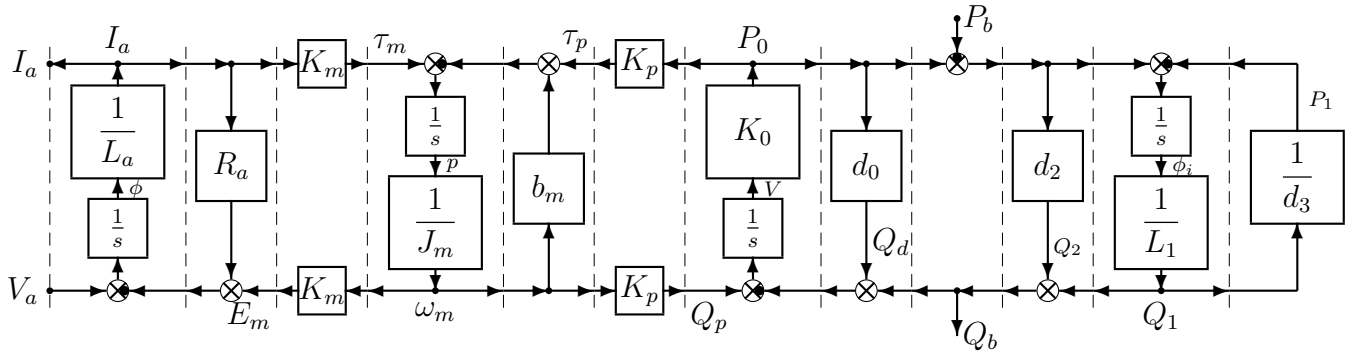 I_a τ_m τ_p P_0 P_b
I_a K_m K_p
1/L_a 1/s K_0 1/s P_1
R_a p b_m d_0 d_2 ϕ_i 1/d_3
ϕ 1/J_m V 1/L_1
1/s 1/s Q_d Q_2
V_a K_m K_p
E_m ω_m Q_p Q_b Q_1